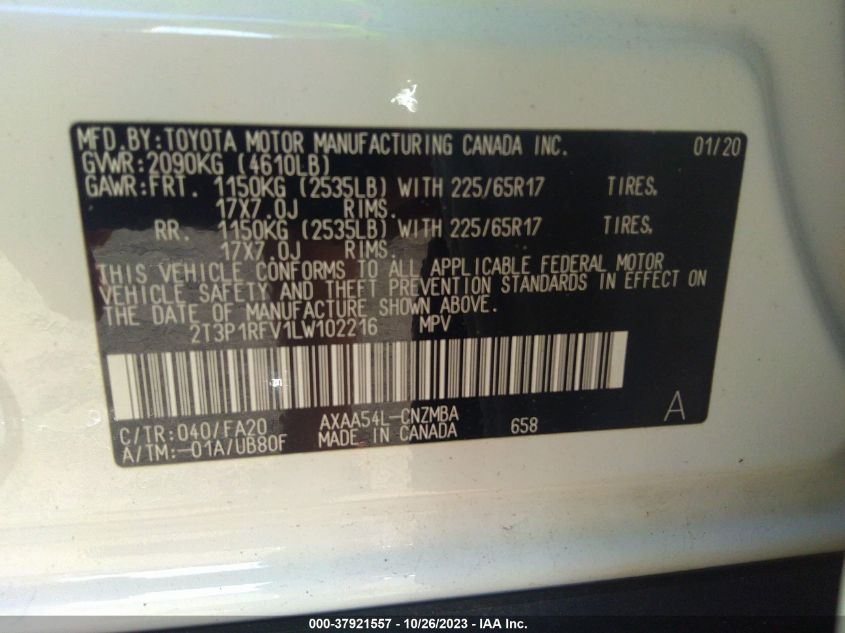 MFD.BY:TOYOTA MOTOR MANUFACTURING CANADA INC. 01/20
GVWR:2090KG (4610LB)
GAWR:FRT. 1150KG (2535LB) WITH 225/65R17 TIRES.
17X7.0J RIMS.
RR. 1150KG (2535LB) WITH 225/65R17 TIRES.
17X7.0J RIMS.
THIS VEHICLE CONFORMS TO ALL APPLICABLE FEDERAL MOTOR
VEHICLE SAFETY AND THEFT PREVENTION STANDARDS IN EFFECT ON
THE DATE OF MANUFACTURE SHOWN ABOVE.
2T3P1RFV1LW102216 MPV
C/TR:040/FA20 AXAA54L-CNZMBA 658 A
A/TM:-01A/UB80F MADE IN CANADA
000-37921557 - 10/26/2023 - IAA Inc.